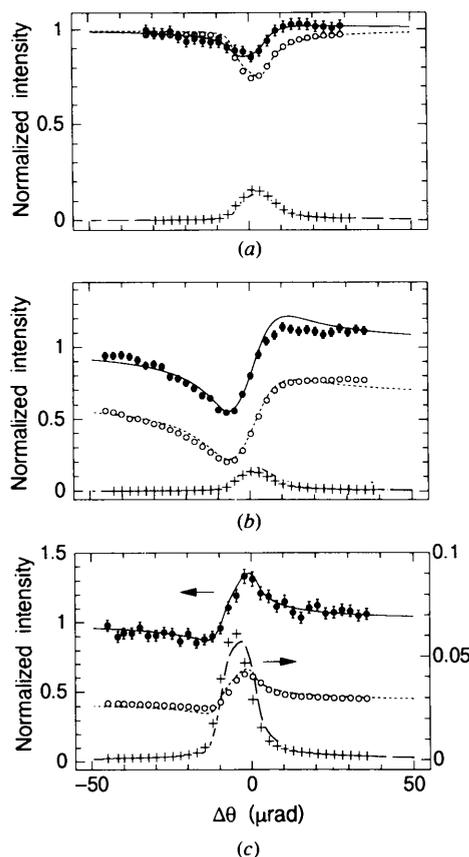 1
0.5
0
Normalized intensity
(a)
1
0.5
0
Normalized intensity
(b)
1.5
1
0.5
0
0.1
0.05
0
Normalized intensity
−50
0
50
Δθ (μrad)
(c)